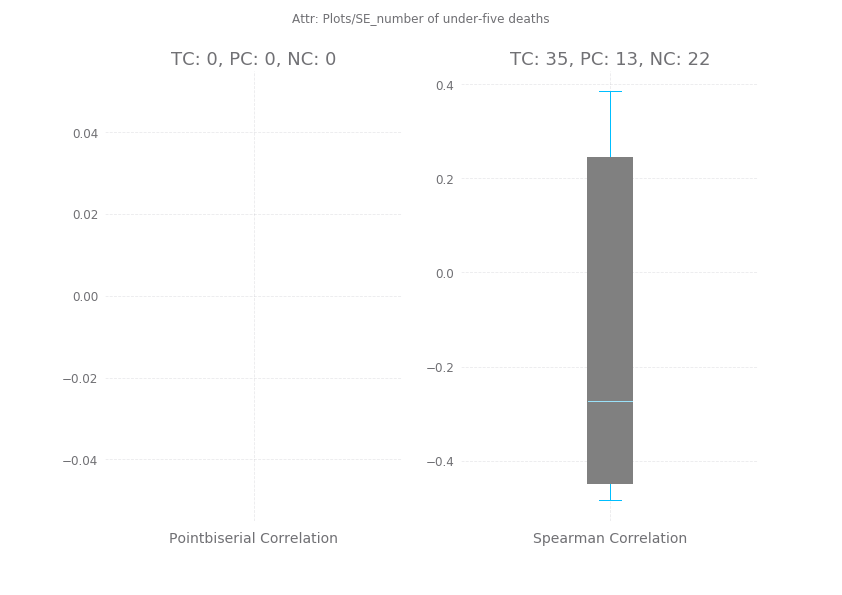 Attr: Plots/SE_number of under-five deaths
TC: 0, PC: 0, NC: 0
0.04
0.02
0.00
−0.02
−0.04
Pointbiserial Correlation
TC: 35, PC: 13, NC: 22
0.4
0.2
0.0
−0.2
−0.4
Spearman Correlation